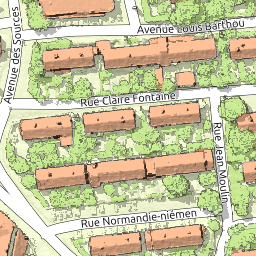 Avenue Louis Barthou
Avenue des Sources
Rue Claire Fontaine
Rue Jean Moulin
Rue Normandie-niémen